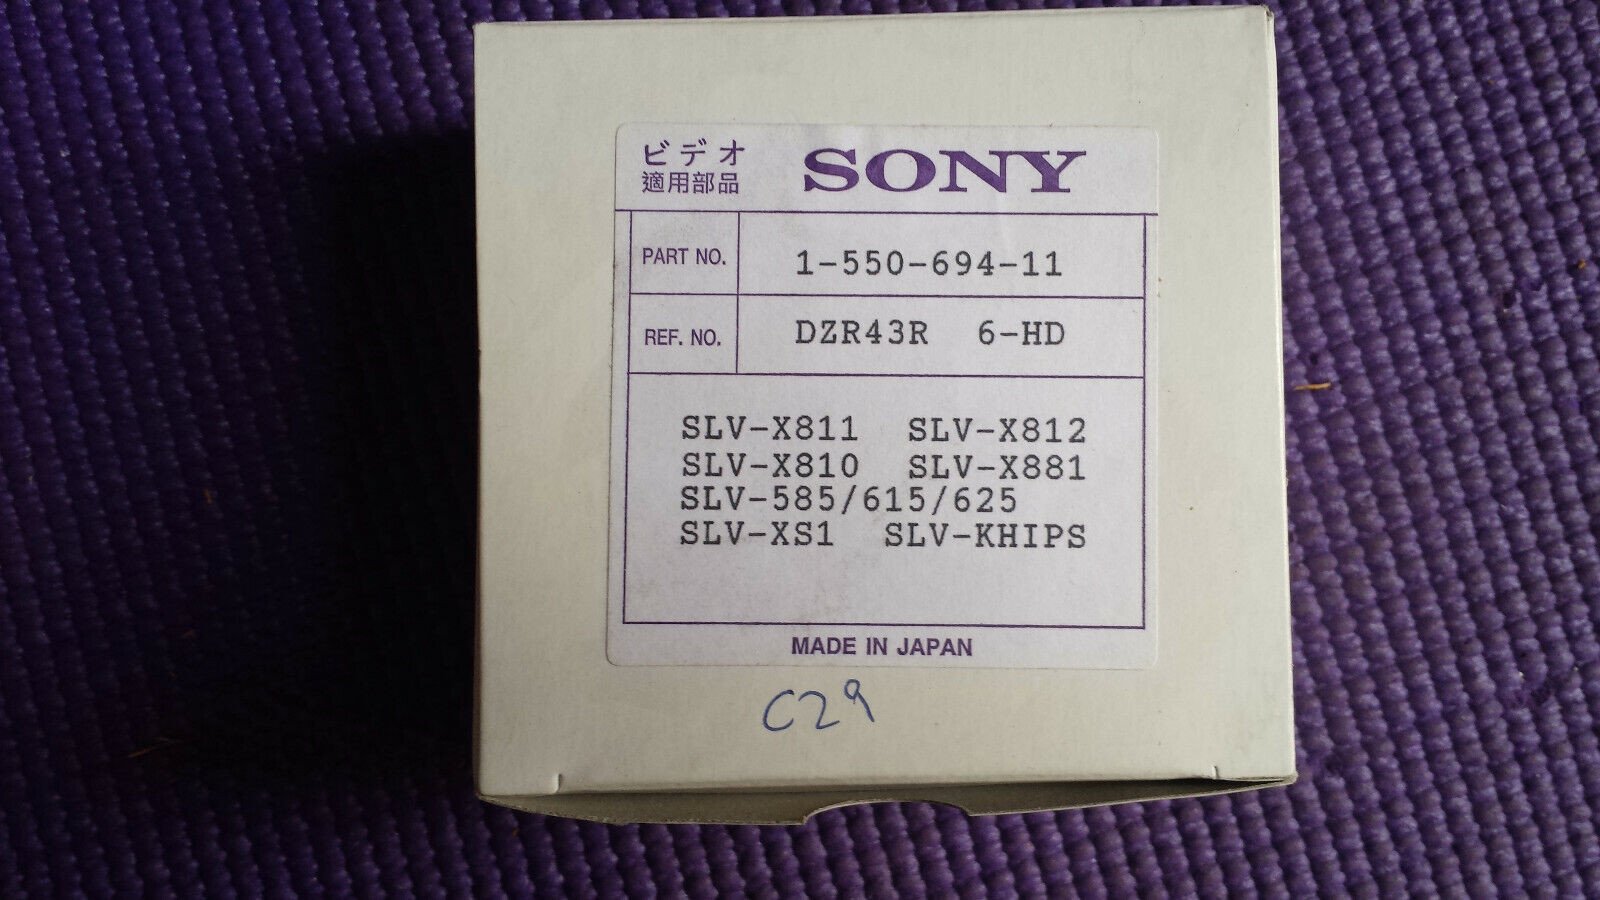 ビデオ
適用部品
SONY
PART NO. 1-550-694-11
REF. NO. DZR43R 6-HD
SLV-X811 SLV-X812
SLV-X810 SLV-X881
SLV-585/615/625
SLV-XS1 SLV-KHIPS
MADE IN JAPAN
C29